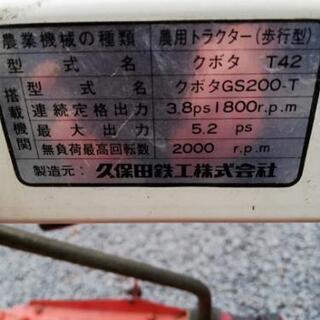 農業機械の種類 農用トラクター(歩行型)
型式名 クボタ T42
搭載機関 型式名 クボタGS200-T
連続定格出力 3.8ps1800r.p.m
最大出力 5.2 ps
無負荷最高回転数 2000 r.p.m
製造元: 久保田鉄工株式会社